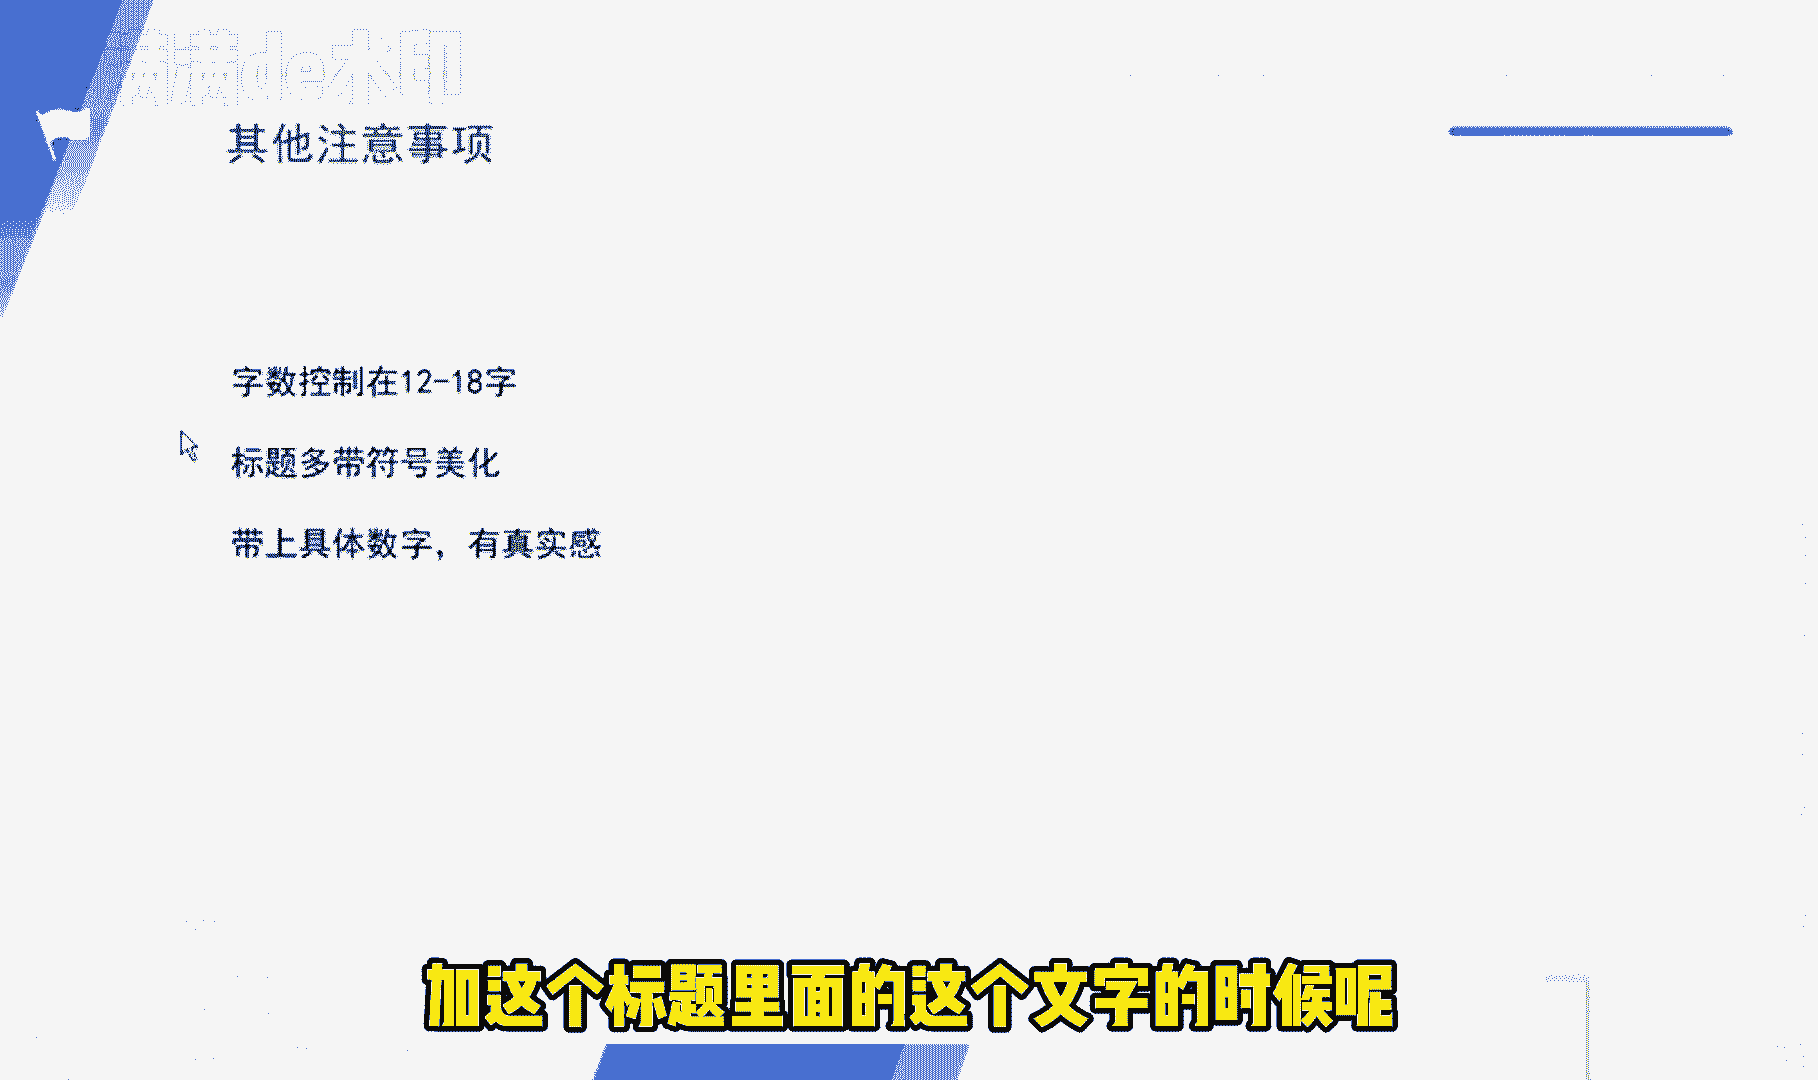 满满de水印
其他注意事项
字数控制在12-18字
标题多带符号美化
带上具体数字，有真实感
加这个标题里面的这个文字的时候呢